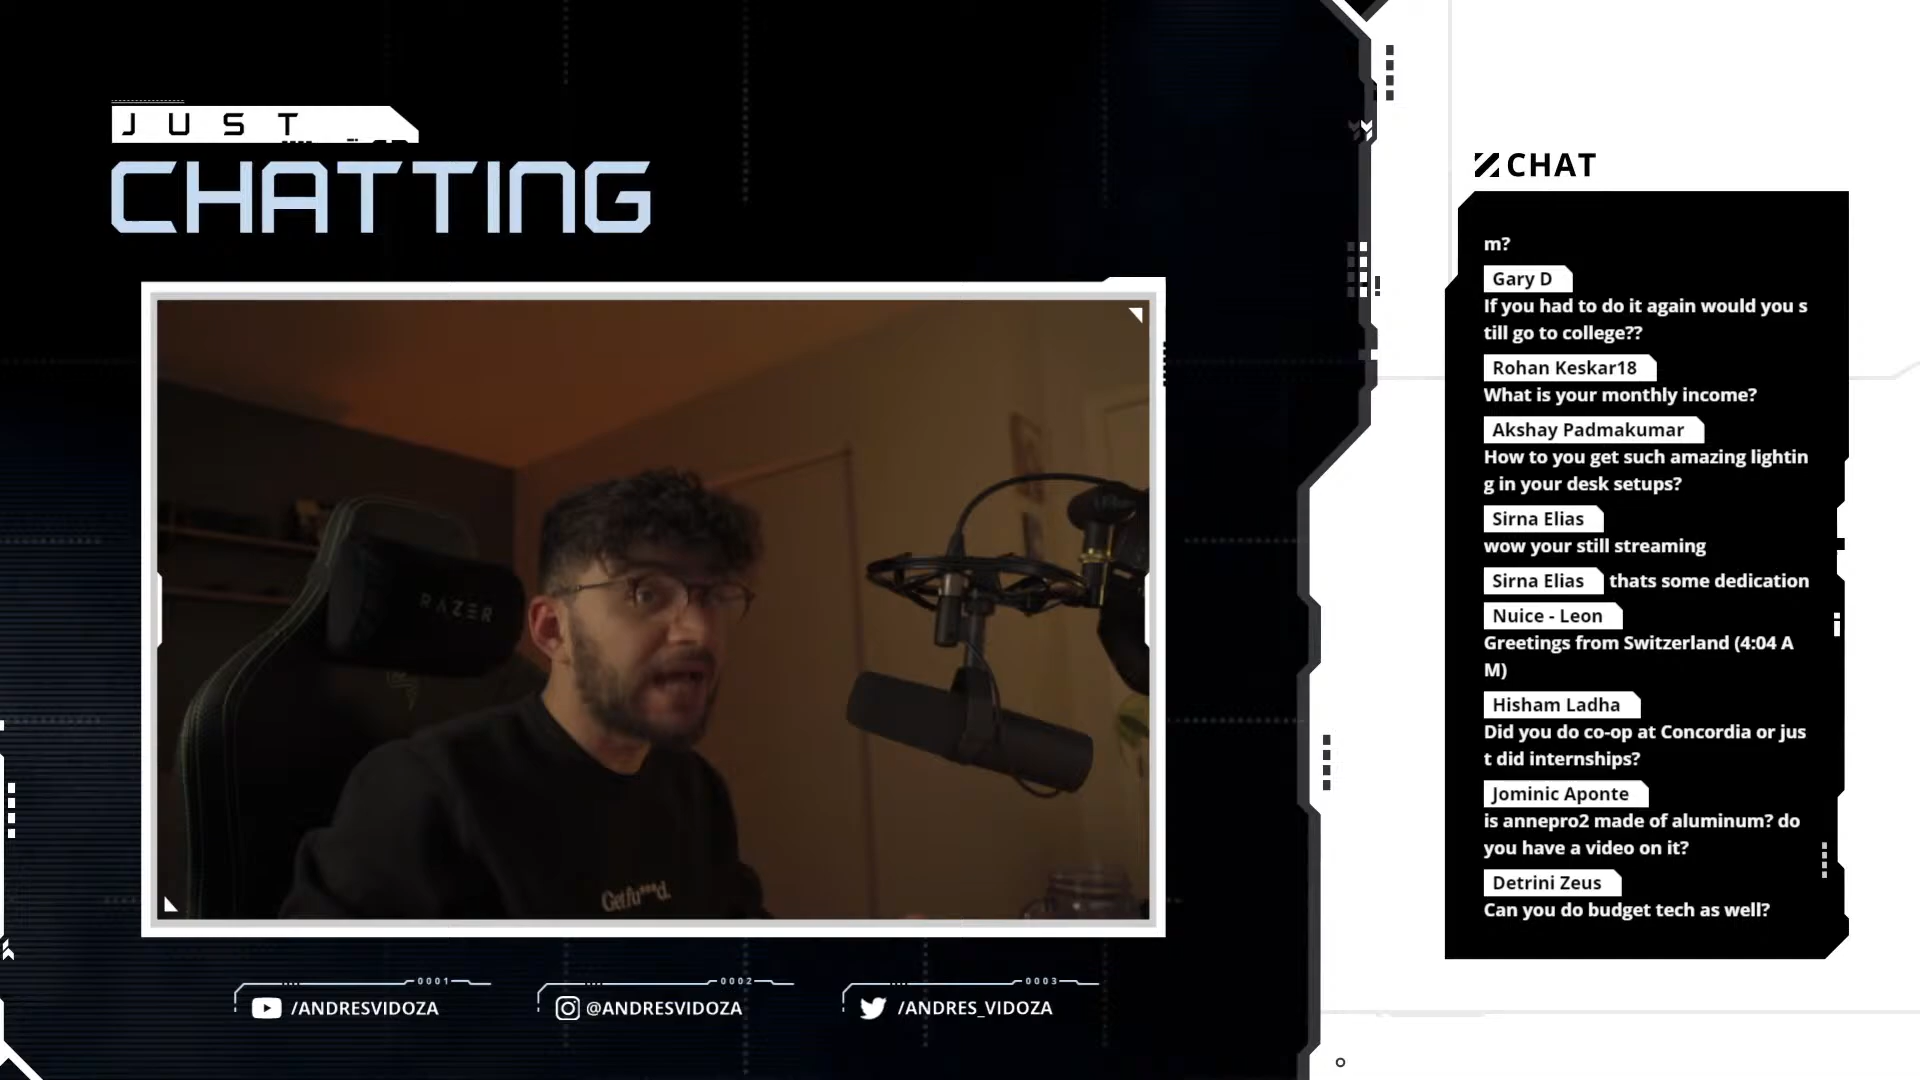 JUST
CHATTING
RAZER
Getfu***d.
0001
/ANDRESVIDOZA
0002
@ANDRESVIDOZA
0003
/ANDRES_VIDOZA
CHAT
m?
Gary D
If you had to do it again would you s
till go to college??
Rohan Keskar18
What is your monthly income?
Akshay Padmakumar
How to you get such amazing lightin
g in your desk setups?
Sirna Elias
wow your still streaming
Sirna Elias thats some dedication
Nuice - Leon
Greetings from Switzerland (4:04 A
M)
Hisham Ladha
Did you do co-op at Concordia or jus
t did internships?
Jominic Aponte
is annepro2 made of aluminum? do
you have a video on it?
Detrini Zeus
Can you do budget tech as well?